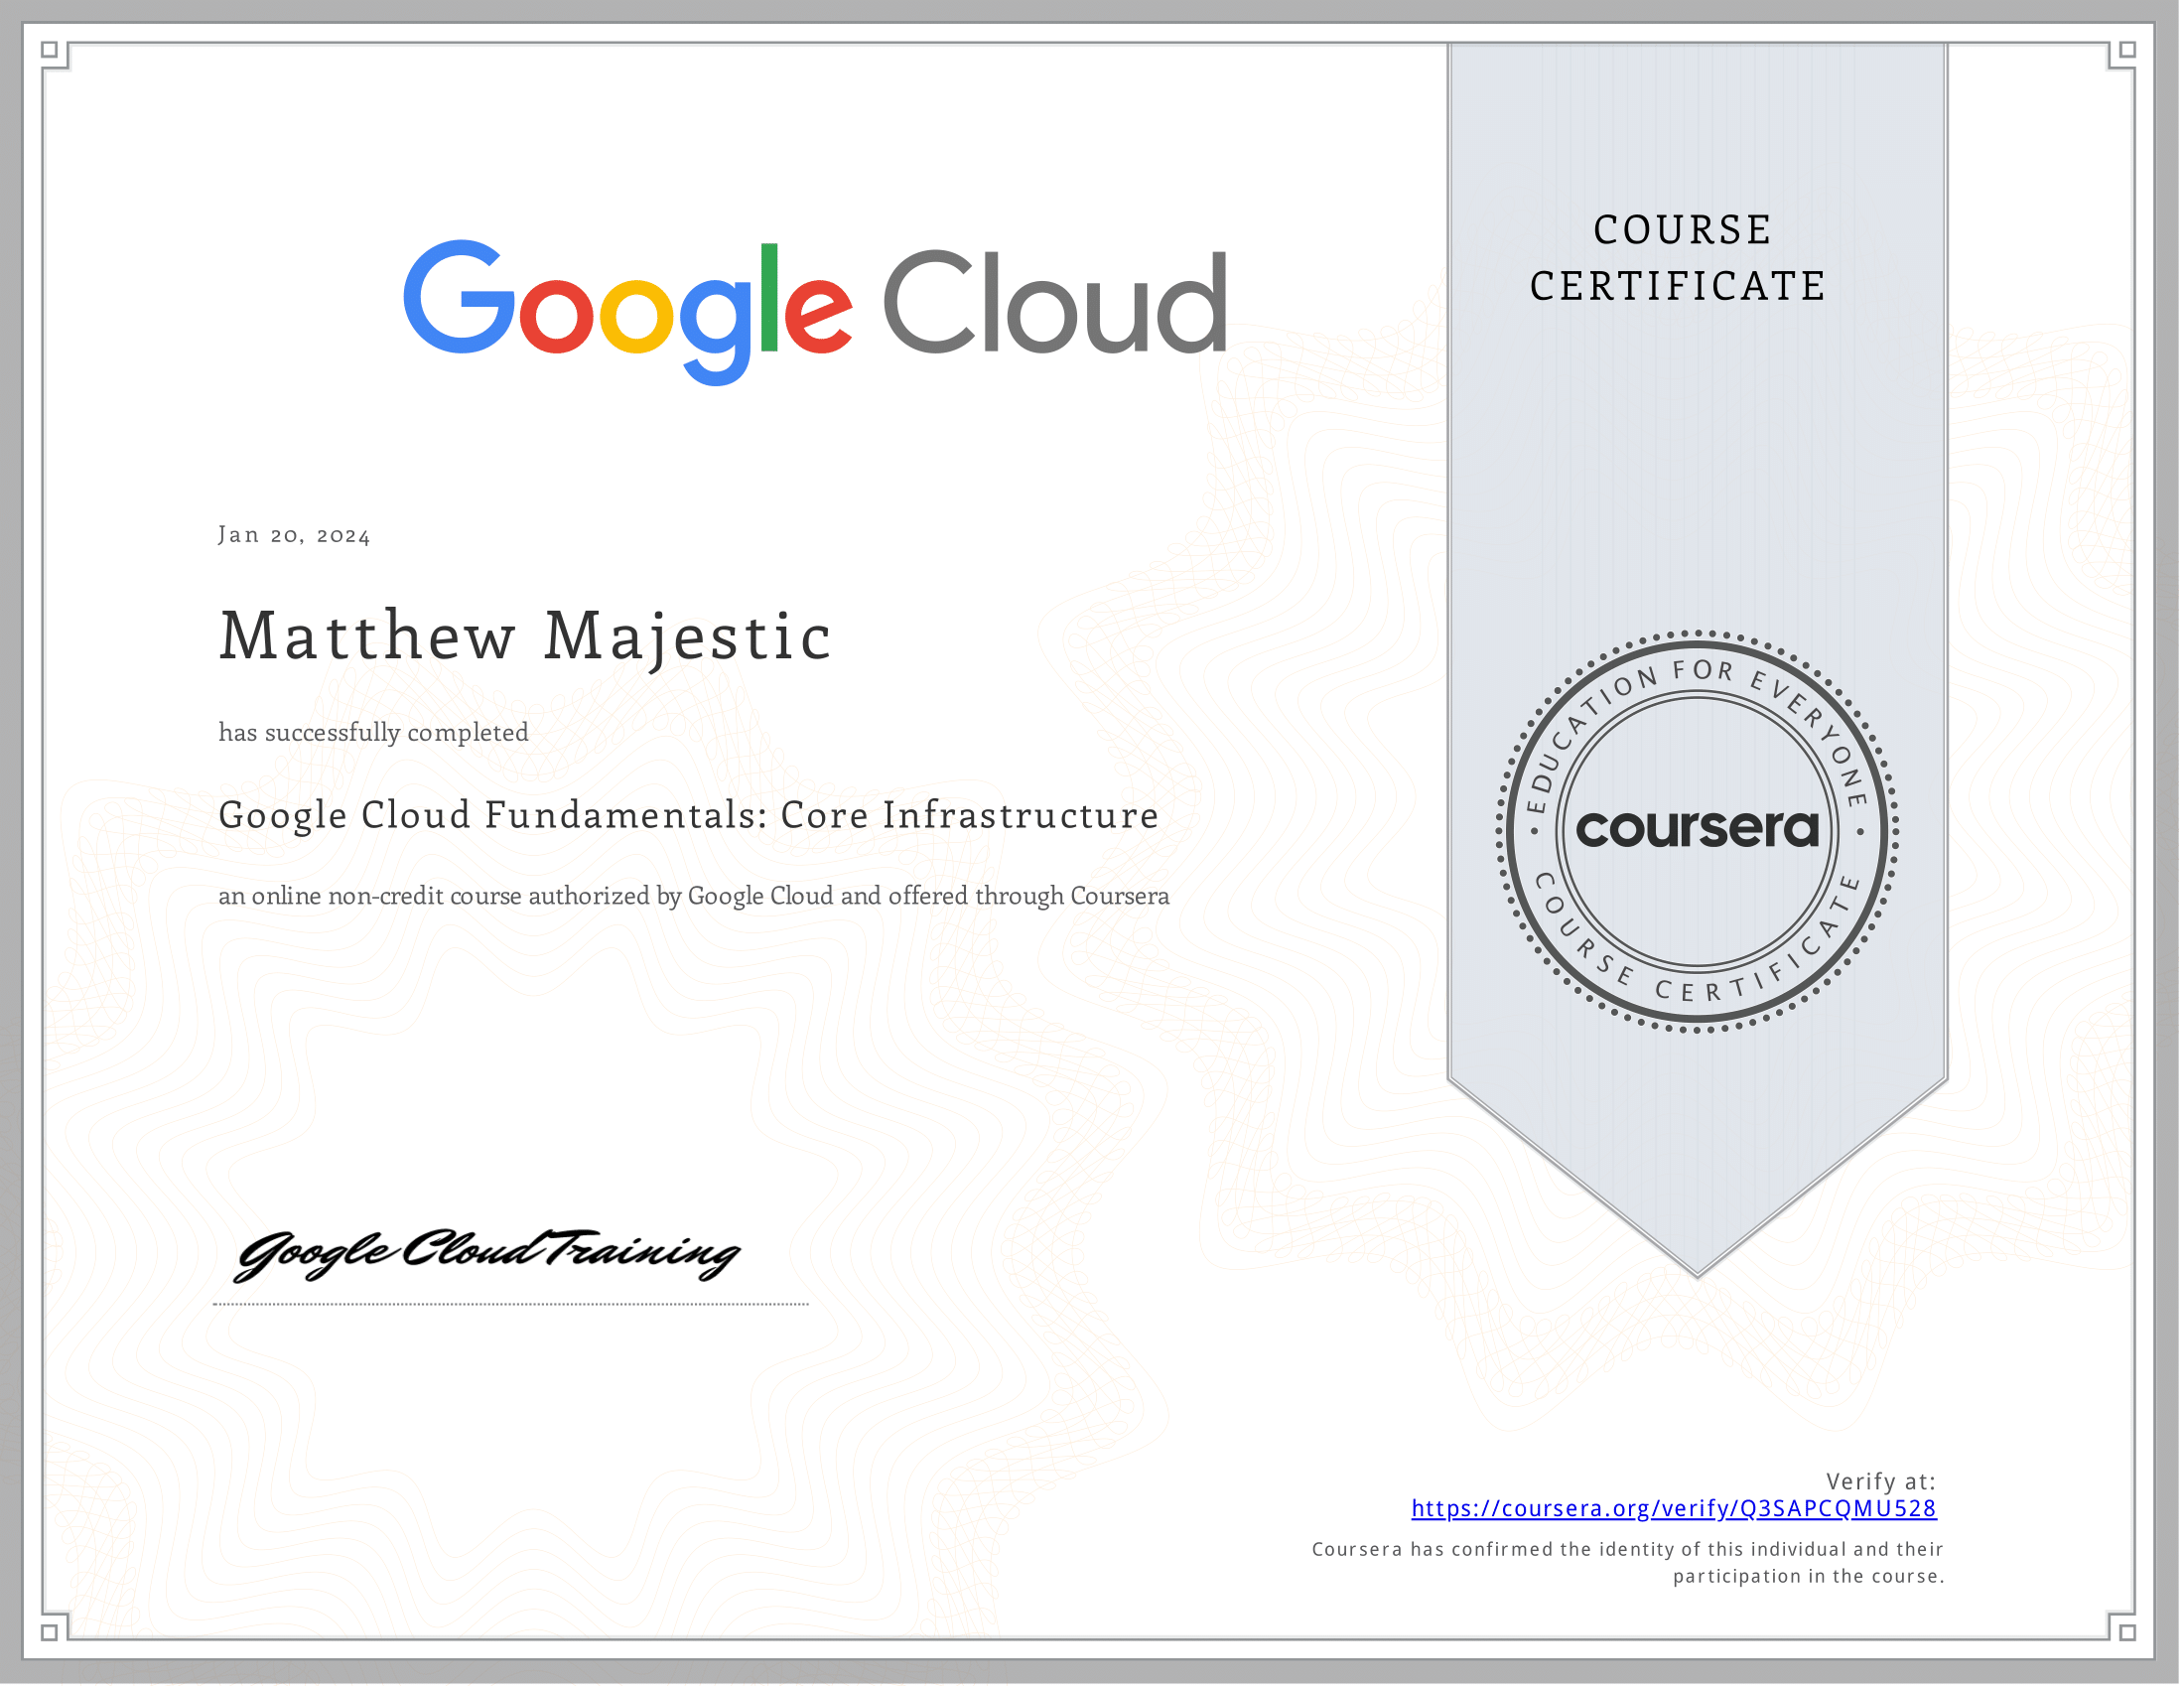 Google Cloud
COURSE
CERTIFICATE
Jan 20, 2024
Matthew Majestic
has successfully completed
Google Cloud Fundamentals: Core Infrastructure
an online non-credit course authorized by Google Cloud and offered through Coursera
EDUCATION FOR EVERYONE
coursera
COURSE CERTIFICATE
Google Cloud Training
Verify at:
https://coursera.org/verify/Q3SAPCQMU528
Coursera has confirmed the identity of this individual and their
participation in the course.